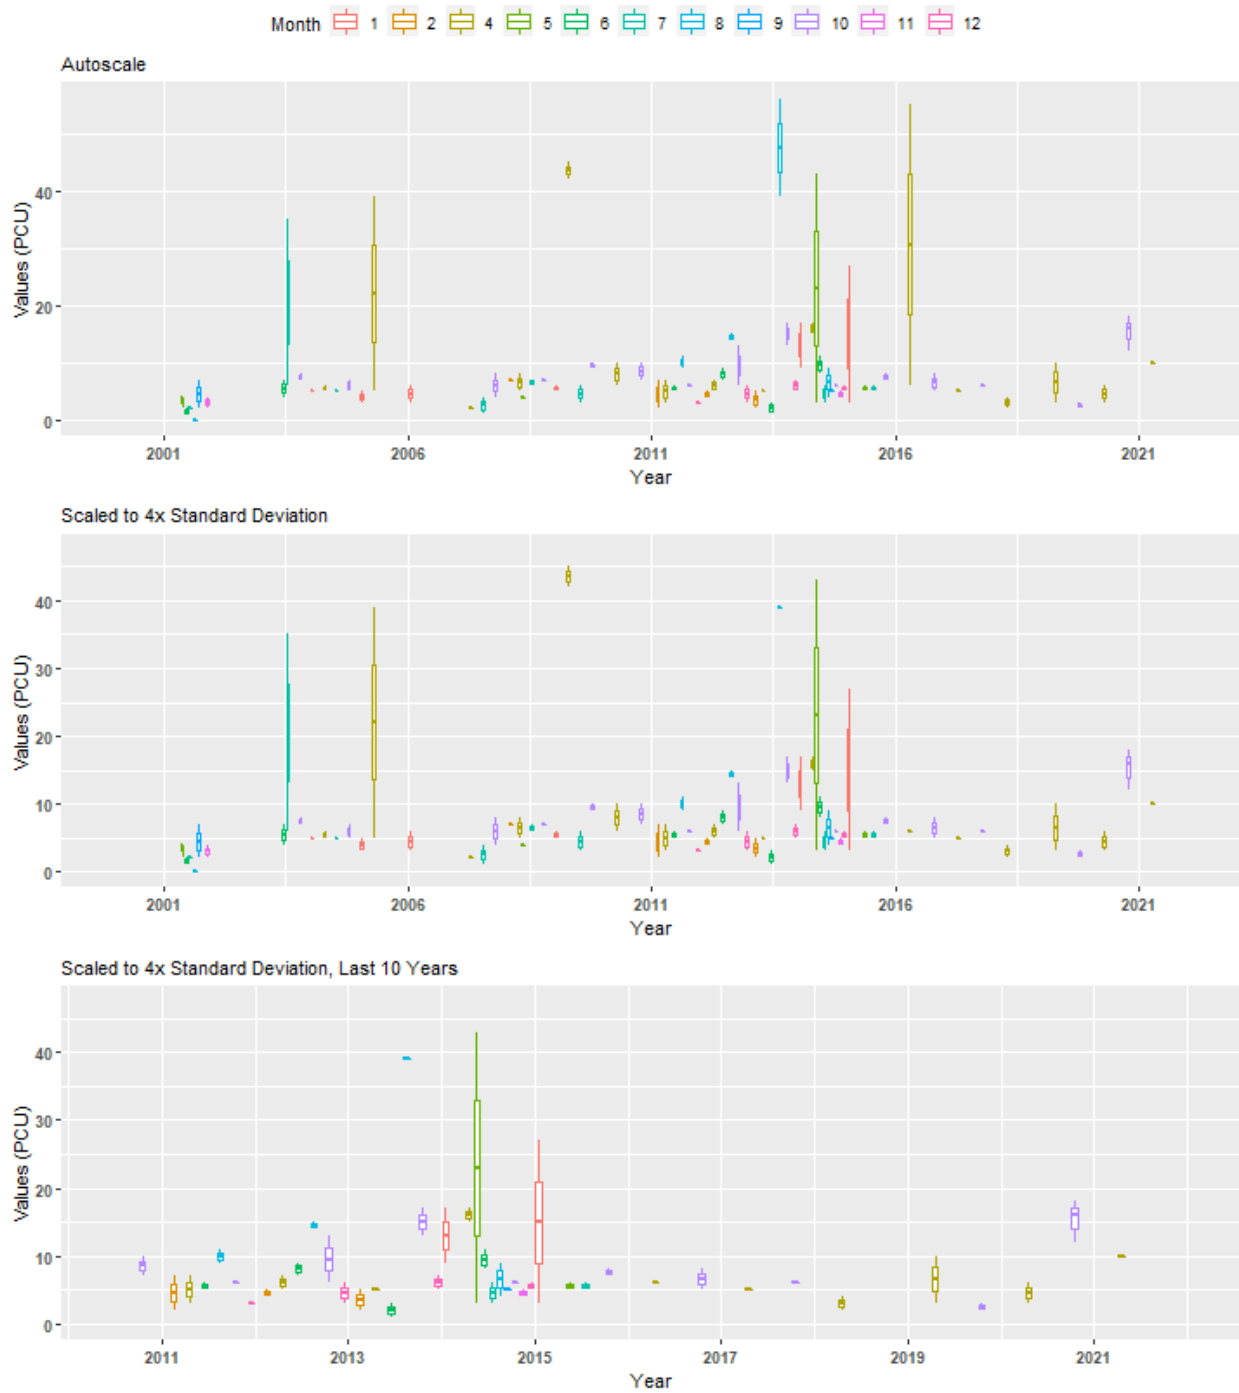 Month 1 2 4 5 6 7 8 9 10 11 12
Autoscale
Values (PCU)
40
20
0
2001 2006 2011 2016 2021
Year
Scaled to 4x Standard Deviation
Values (PCU)
40
30
20
10
0
2001 2006 2011 2016 2021
Year
Scaled to 4x Standard Deviation, Last 10 Years
Values (PCU)
40
30
20
10
0
2011 2013 2015 2017 2019 2021
Year